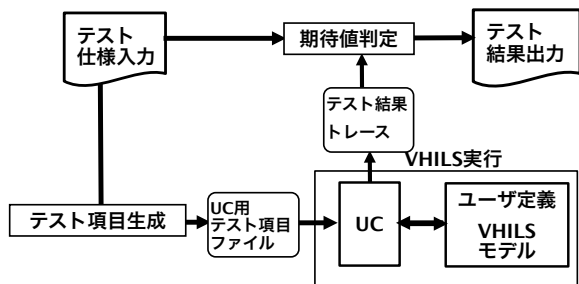 テスト
仕様入力
期待値判定
テスト
結果出力
テスト結果
トレース
VHILS実行
テスト項目生成
UC用
テスト項目
ファイル
UC
ユーザ定義
VHILS
モデル